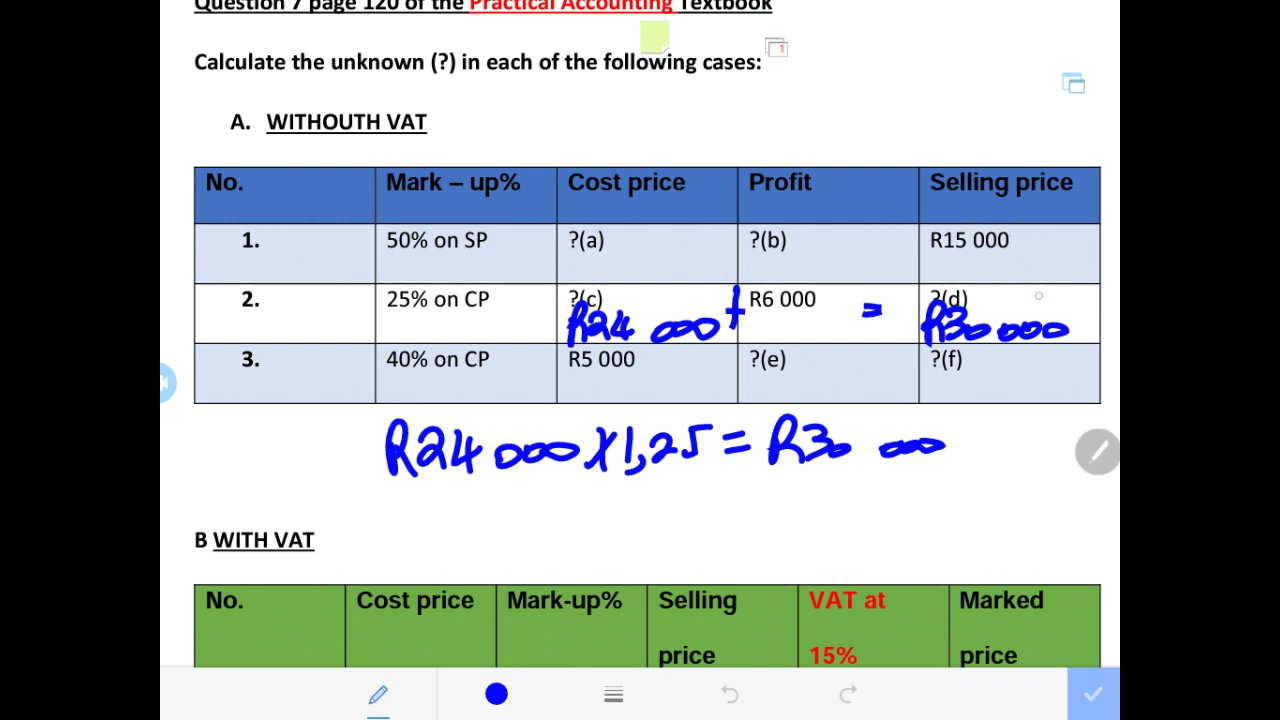 Question 7 page 120 of the Practical Accounting Textbook
1
Calculate the unknown (?) in each of the following cases:
A. WITHOUTH VAT
No. Mark – up% Cost price Profit Selling price
1. 50% on SP ?(a) ?(b) R15 000
2. 25% on CP ?(c) R6 000 ?(d)
R24 000 + = R30 000
3. 40% on CP R5 000 ?(e) ?(f)
R24 000 X 1,25 = R30 000
B WITH VAT
No. Cost price Mark-up% Selling VAT at Marked
price 15% price